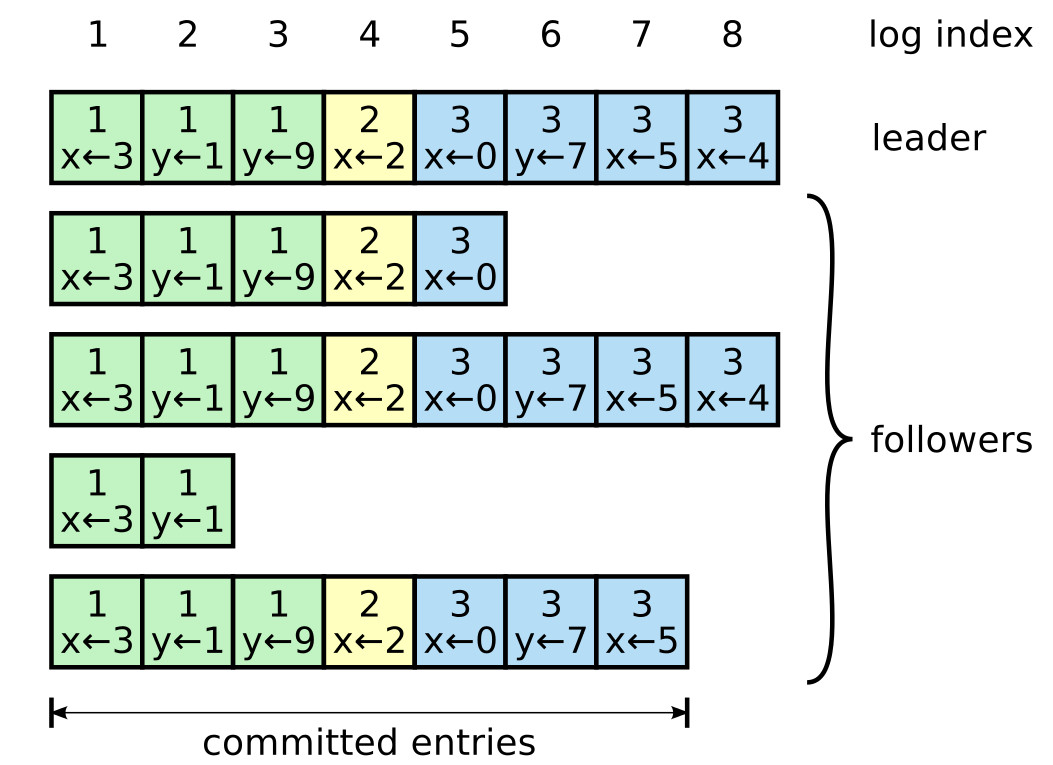 1 2 3 4 5 6 7 8 log index
1 1 1 2 3 3 3 3
x←3 y←1 y←9 x←2 x←0 y←7 x←5 x←4
leader
1 1 1 2 3
x←3 y←1 y←9 x←2 x←0
1 1 1 2 3 3 3 3
x←3 y←1 y←9 x←2 x←0 y←7 x←5 x←4
followers
1 1
x←3 y←1
1 1 1 2 3 3 3
x←3 y←1 y←9 x←2 x←0 y←7 x←5
committed entries